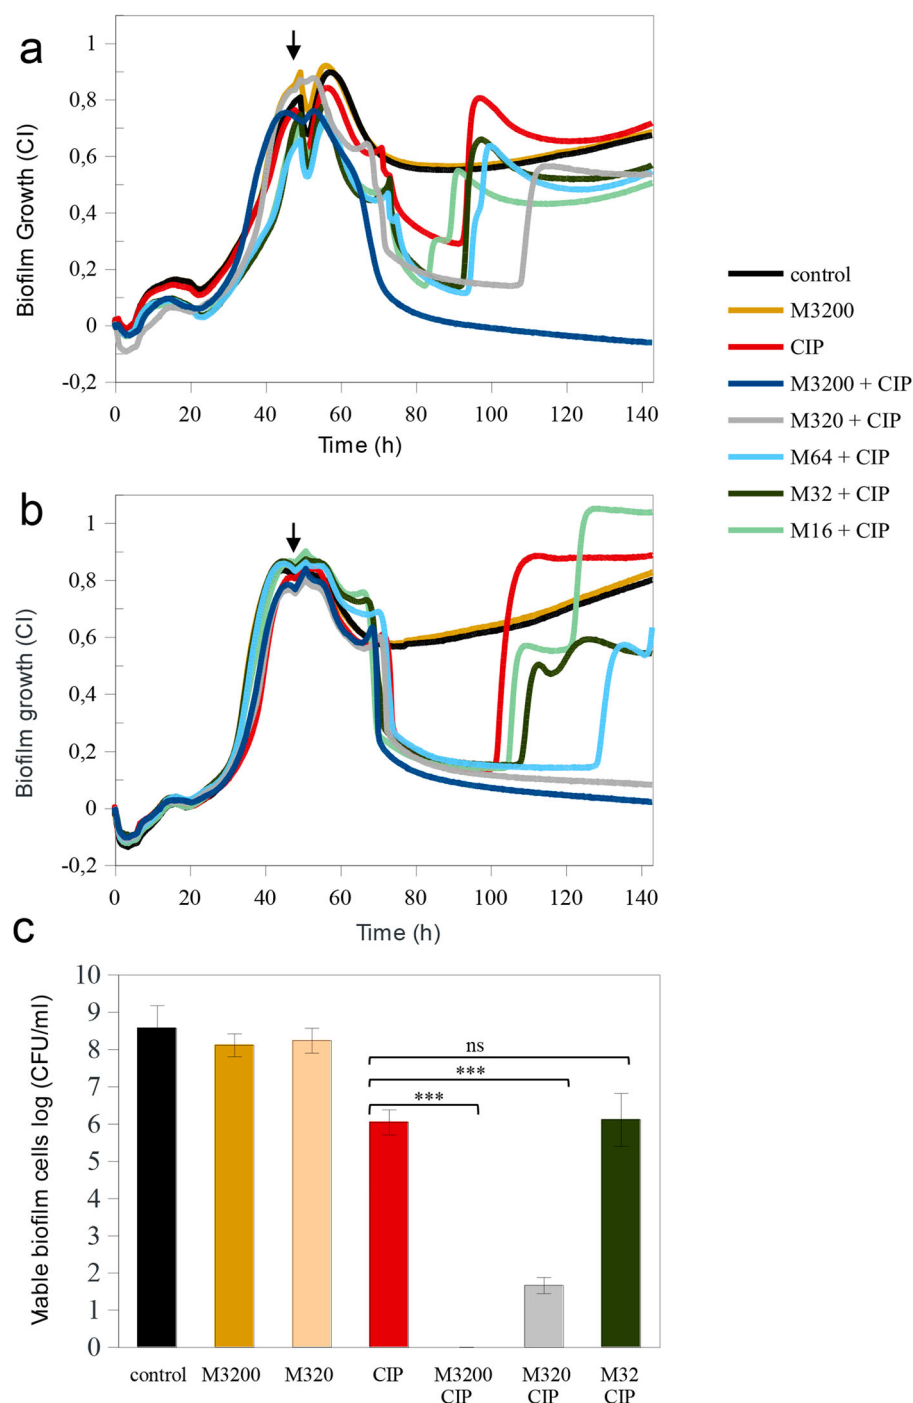 a
Biofilm Growth (CI)
1
0,8
0,6
0,4
0,2
0
-0,2
0 20 40 60 80 100 120 140
Time (h)
control
M3200
CIP
M3200 + CIP
M320 + CIP
M64 + CIP
M32 + CIP
M16 + CIP
b
Biofilm growth (CI)
1
0,8
0,6
0,4
0,2
0
-0,2
0 20 40 60 80 100 120 140
Time (h)
c
Viable biofilm cells log (CFU/ml)
10
9
8
7
6
5
4
3
2
1
0
ns
***
***
control M3200 M320 CIP M3200 M320 M32
CIP CIP CIP